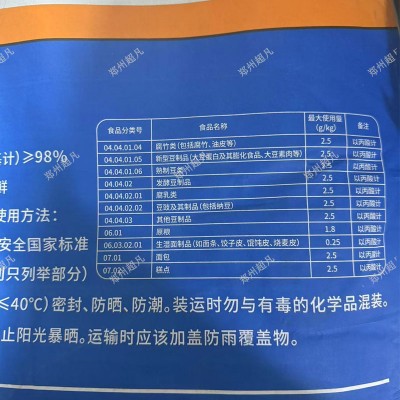 食品分类号 食品名称 最大使用量(g/kg) 备注
04.04.01.04 腐竹类(包括腐竹、油皮等) 2.5 以丙酸计
04.04.01.05 新型豆制品(大豆蛋白及其膨化食品、大豆素肉等) 2.5 以丙酸计
04.04.01.06 熟制豆类 2.5 以丙酸计
04.04.02 发酵豆制品 2.5 以丙酸计
04.04.02.01 腐乳类 2.5 以丙酸计
04.04.02.02 豆豉及其制品(包括纳豆) 2.5 以丙酸计
04.04.03 其他豆制品 2.5 以丙酸计
06.01 原粮 1.8 以丙酸计
06.03.02.01 生湿面制品(如面条、饺子皮、馄饨皮、烧麦皮) 0.25 以丙酸计
07.01 面包 2.5 以丙酸计
07.02 糕点 2.5 以丙酸计
计)≥98%
鲜
使用方法:
安全国家标准
只列举部分)
≤40℃)密封、防晒、防潮。装运时勿与有毒的化学品混装。
止阳光暴晒。运输时应该加盖防雨覆盖物。
郑州超凡